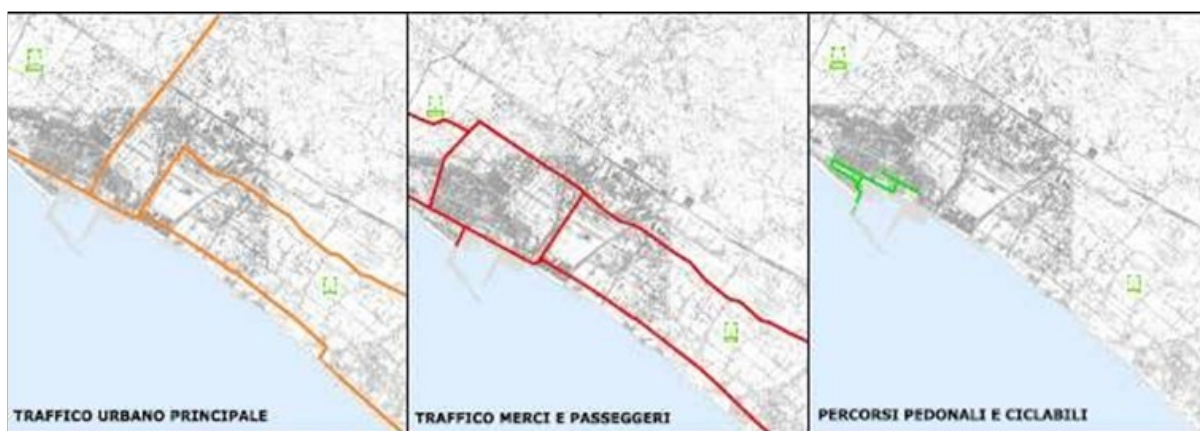 TRAFFICO URBANO PRINCIPALE
TRAFFICO MERCI E PASSEGGERI
PERCORSI PEDONALI E CICLABILI